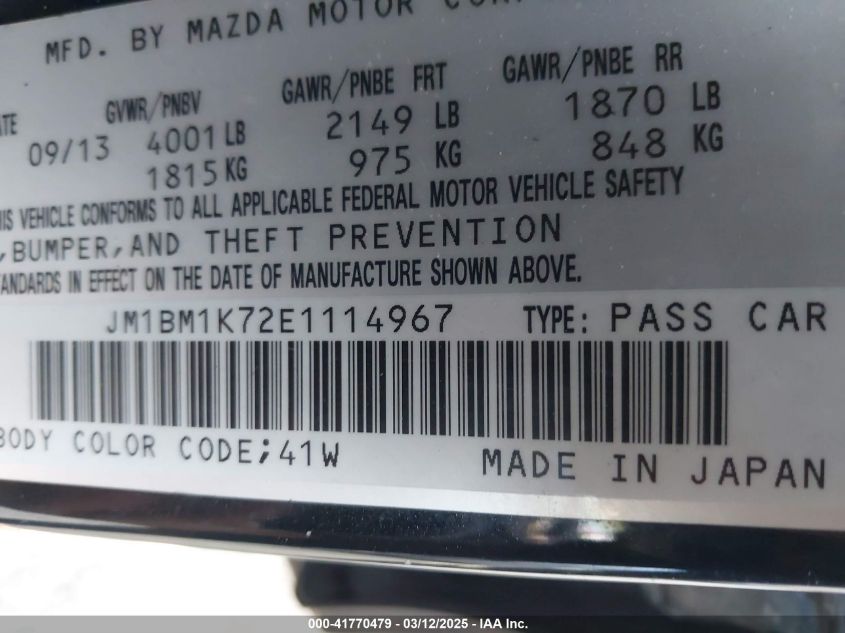 MFD. BY MAZDA MOTOR
GVWR/PNBV GAWR/PNBE FRT GAWR/PNBE RR
09/13 4001 LB 2149 LB 1870 LB
1815 KG 975 KG 848 KG
VEHICLE CONFORMS TO ALL APPLICABLE FEDERAL MOTOR VEHICLE SAFETY
,BUMPER,AND THEFT PREVENTION
IN EFFECT ON THE DATE OF MANUFACTURE SHOWN ABOVE.
JM1BM1K72E1114967 TYPE: PASS CAR
BODY COLOR CODE;41W MADE IN JAPAN
000-41770479 - 03/12/2025 - IAA Inc.